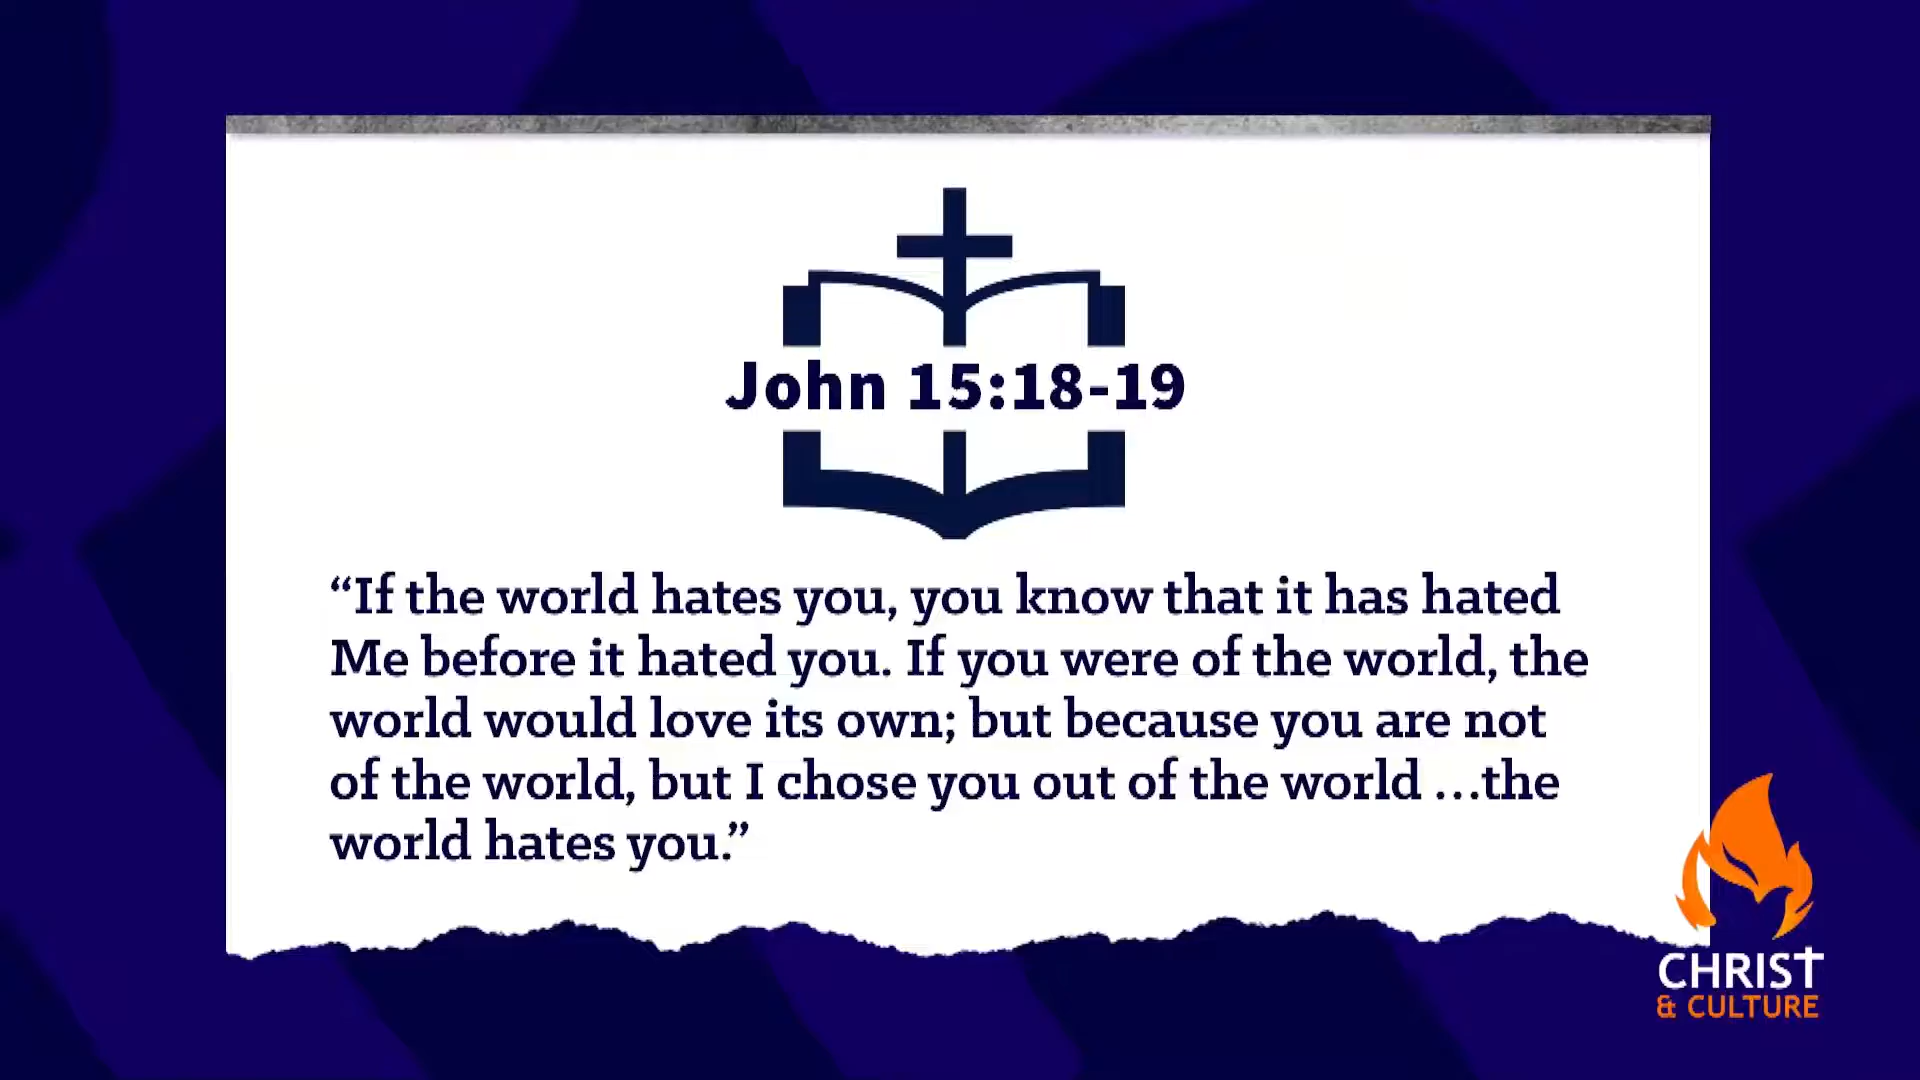 John 15:18-19
“If the world hates you, you know that it has hated
Me before it hated you. If you were of the world, the
world would love its own; but because you are not
of the world, but I chose you out of the world …the
world hates you.”
CHRIST
& CULTURE